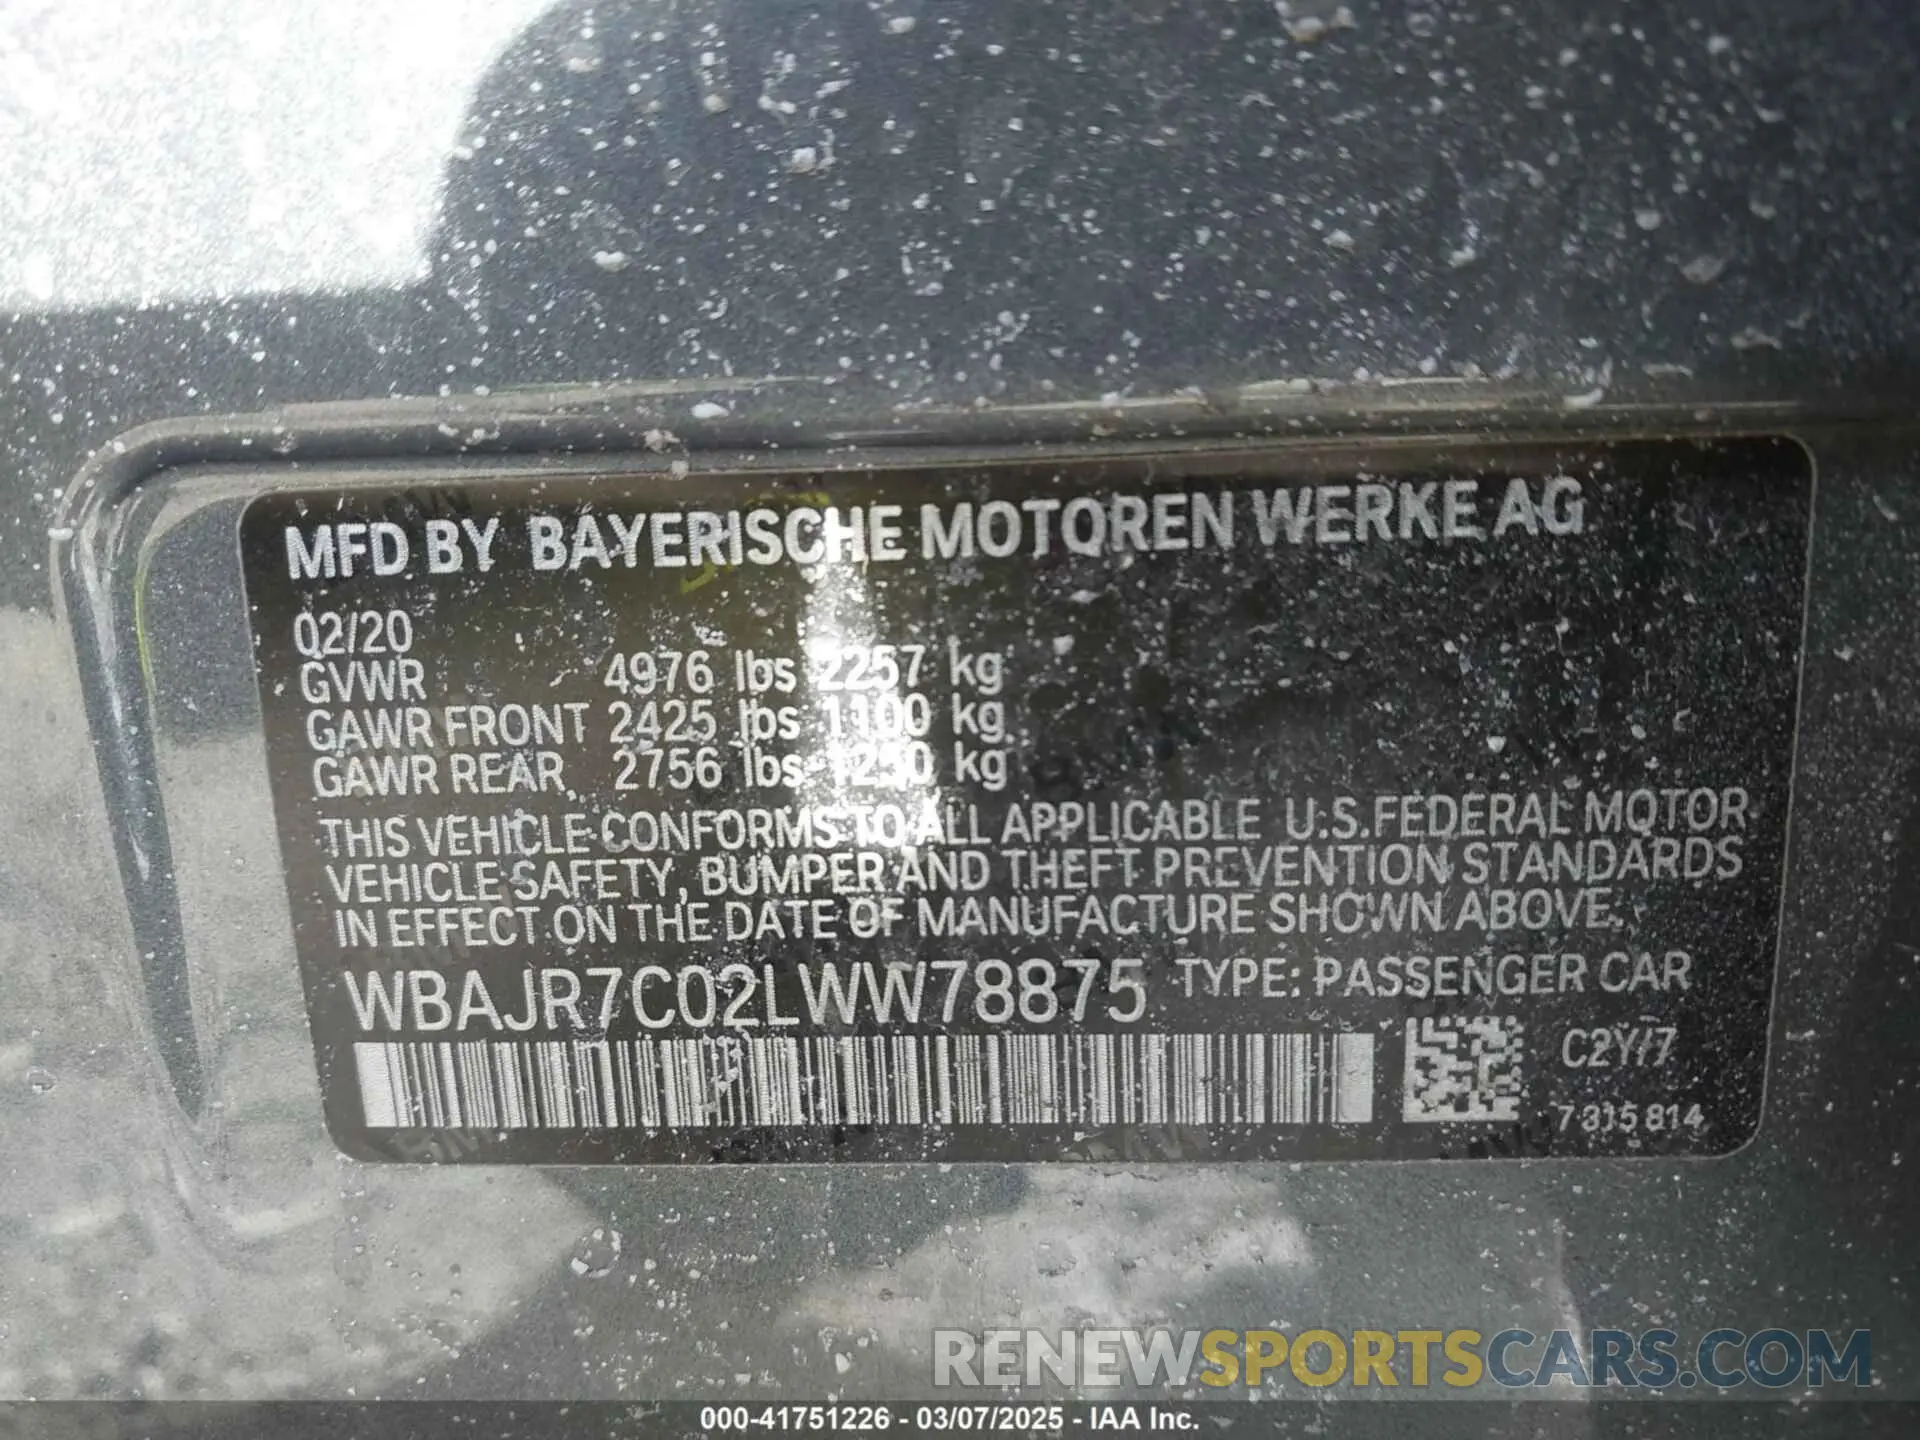 MFD BY BAYERISCHE MOTOREN WERKE AG
02/20
GVWR 4976 lbs 2257 kg
GAWR FRONT 2425 lbs 1100 kg
GAWR REAR 2756 lbs 1250 kg
THIS VEHICLE CONFORMS TO ALL APPLICABLE U.S.FEDERAL MOTOR
VEHICLE SAFETY, BUMPER AND THEFT PREVENTION STANDARDS
IN EFFECT ON THE DATE OF MANUFACTURE SHOWN ABOVE.
WBAJR7C02LWW78875 TYPE: PASSENGER CAR
C2Y/7
7 315 814
RENEWSPORTSCARS.COM
000-41751226 - 03/07/2025 - IAA Inc.